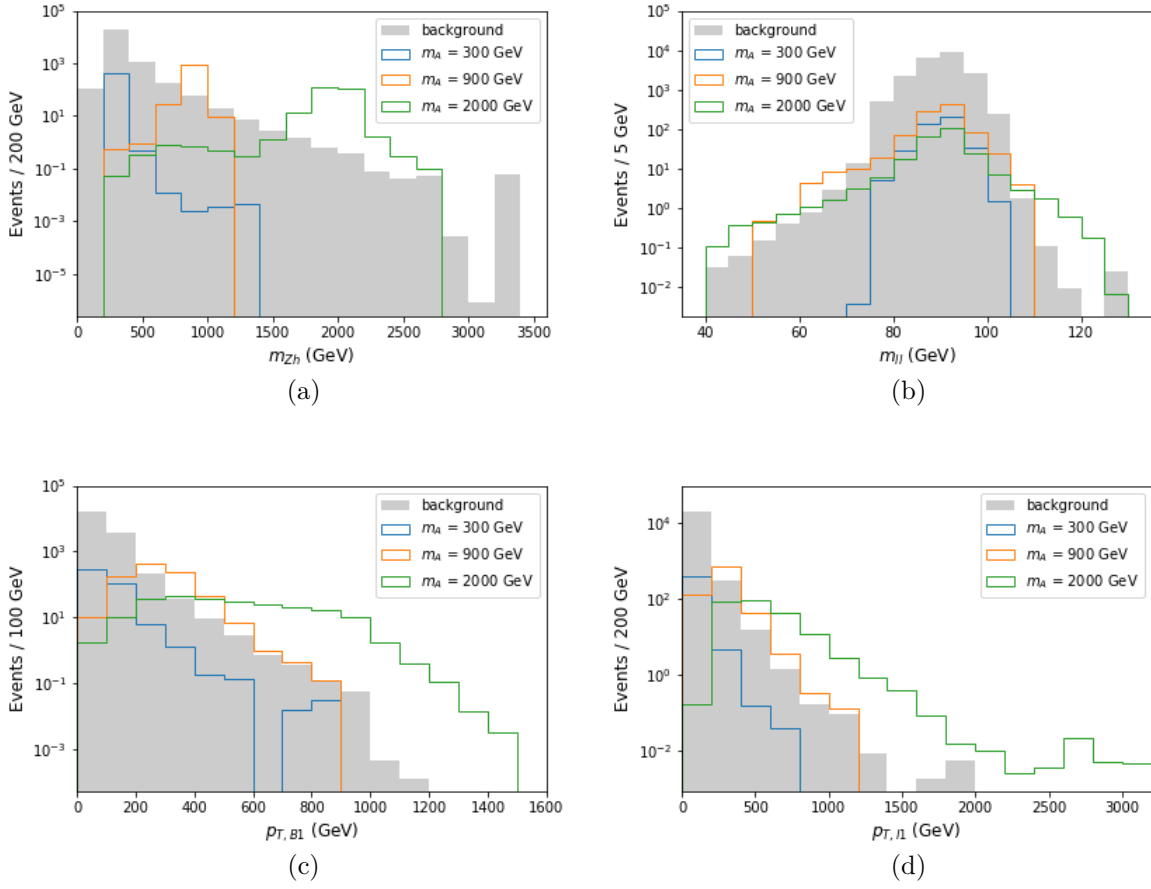 background
m_A = 300 GeV
m_A = 900 GeV
m_A = 2000 GeV
Events / 200 GeV
10^5
10^3
10^1
10^-1
10^-3
10^-5
0 500 1000 1500 2000 2500 3000 3500
m_Zh (GeV)
(a)
background
m_A = 300 GeV
m_A = 900 GeV
m_A = 2000 GeV
Events / 5 GeV
10^5
10^4
10^3
10^2
10^1
10^0
10^-1
10^-2
40 60 80 100 120
m_ll (GeV)
(b)
background
m_A = 300 GeV
m_A = 900 GeV
m_A = 2000 GeV
Events / 100 GeV
10^5
10^3
10^1
10^-1
10^-3
0 200 400 600 800 1000 1200 1400 1600
p_T, B1 (GeV)
(c)
background
m_A = 300 GeV
m_A = 900 GeV
m_A = 2000 GeV
Events / 200 GeV
10^4
10^2
10^0
10^-2
0 500 1000 1500 2000 2500 3000
p_T, l1 (GeV)
(d)